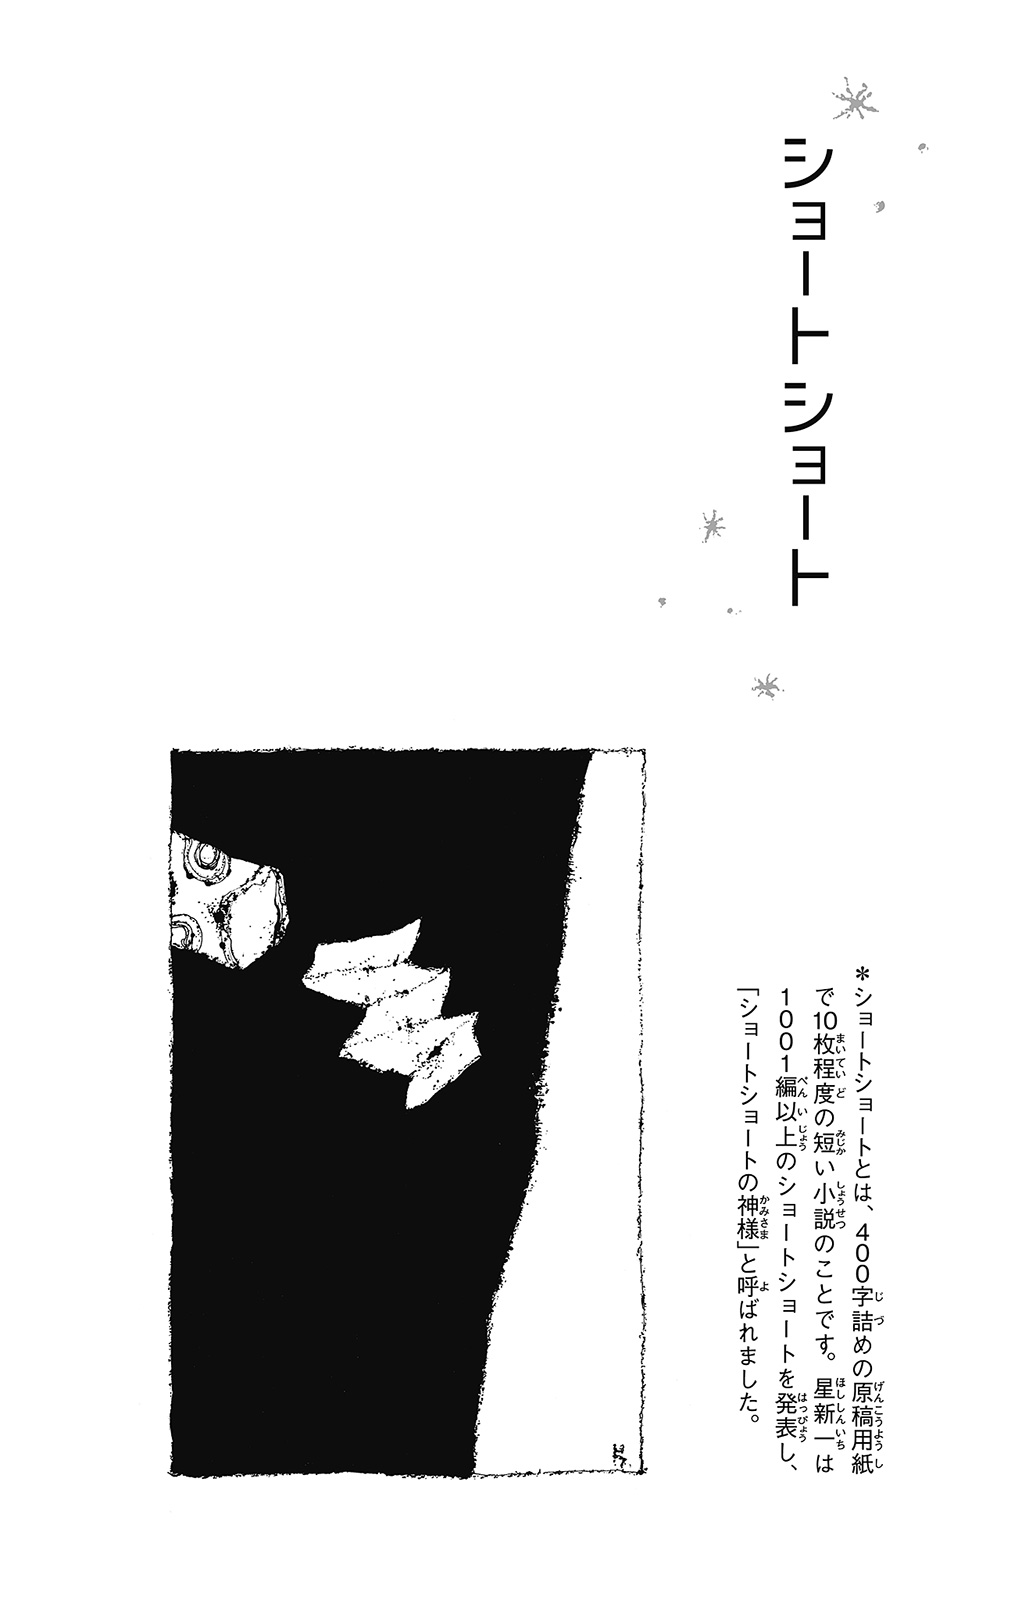 ショートショート
＊ショートショートとは、400字詰めの原稿用紙
で10枚程度の短い小説のことです。星新一は
1001編以上のショートショートを発表し、
「ショートショートの神様」と呼ばれました。